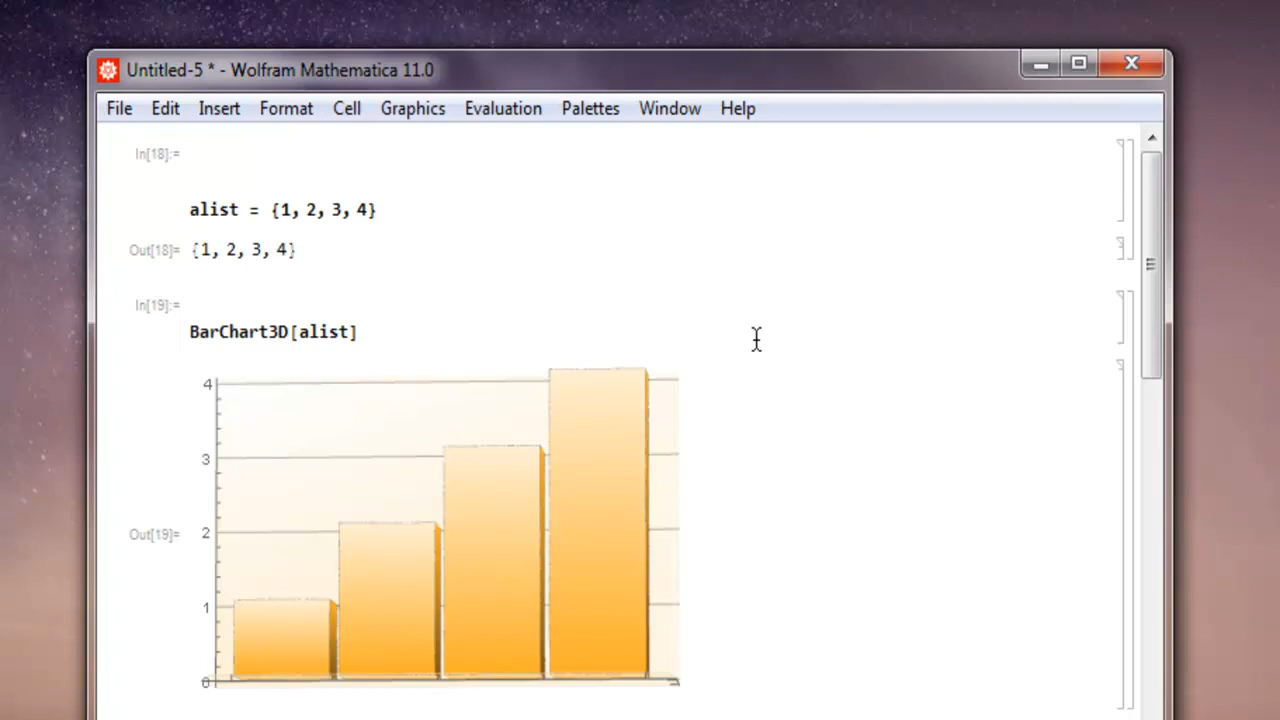 Untitled-5 * - Wolfram Mathematica 11.0
File Edit Insert Format Cell Graphics Evaluation Palettes Window Help
In[18]:=
alist = {1, 2, 3, 4}
Out[18]= {1, 2, 3, 4}
In[19]:=
BarChart3D[alist]
4
3
Out[19]=
2
1
0